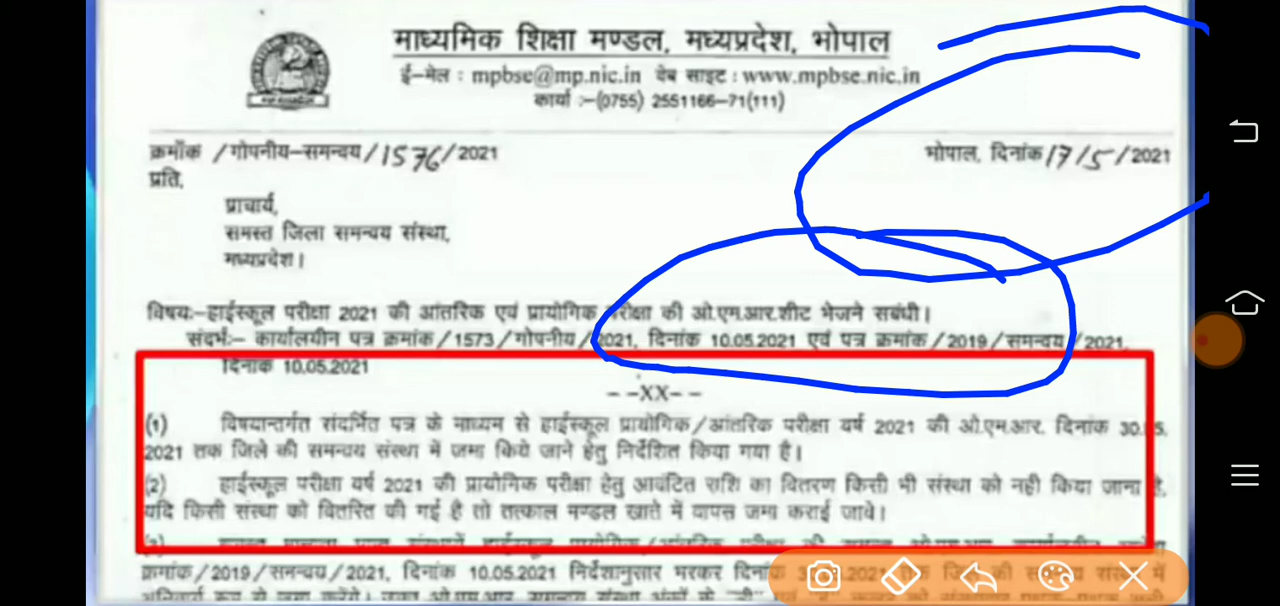 माध्यमिक शिक्षा मण्डल, मध्यप्रदेश, भोपाल
ई-मेल : mpbse@mp.nic.in वेब साइट : www.mpbse.nic.in
कार्या :-(0755) 2551166-71(111)
क्रमाँक /गोपनीय-समन्वय/1576/2021
भोपाल, दिनांक 17/5/2021
प्रति,
प्राचार्य,
समस्त जिला समन्वय संस्था,
मध्यप्रदेश।
विषयः-हाईस्कूल परीक्षा 2021 की आंतरिक एवं प्रायोगिक परीक्षा की ओ.एम.आर.शीट भेजने सबंधी।
संदर्भः- कार्यालयीन पत्र क्रमांक/1573/गोपनीय/2021, दिनांक 10.05.2021 एवं पत्र क्रमांक/2019/समन्वय/2021,
दिनांक 10.05.2021
--XX--
(1) विषयान्तर्गत संदर्भित पत्र के माध्यम से हाईस्कूल प्रायोगिक/आंतरिक परीक्षा वर्ष 2021 की ओ.एम.आर. दिनांक 30.05.
2021 तक जिले की समन्वय संस्था में जमा किये जाने हेतु निर्देशित किया गया है।
(2) हाईस्कूल परीक्षा वर्ष 2021 की प्रायोगिक परीक्षा हेतु आवंटित राशि का वितरण किसी भी संस्था को नही किया जाना है,
यदि किसी संस्था को वितरित की गई है तो तत्काल मण्डल खाते में वापस जमा कराई जावे।
क्रमांक/2019/समन्वय/2021, दिनांक 10.05.2021 निर्देशानुसार भरकर दिनांक